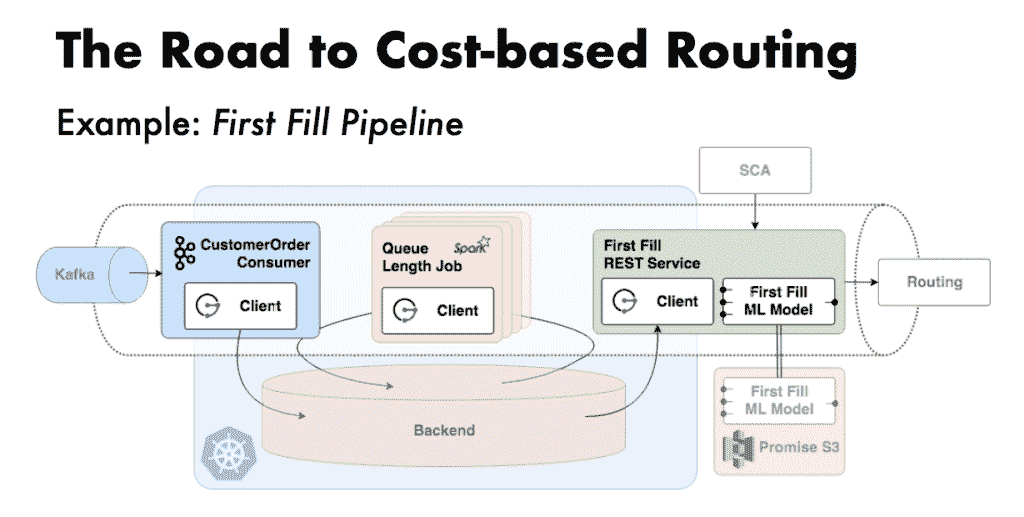 The Road to Cost-based Routing
Example: First Fill Pipeline
SCA
Kafka
CustomerOrder
Consumer
Client
Queue
Length Job
Spark
Client
First Fill
REST Service
Client
First Fill
ML Model
Routing
Backend
First Fill
ML Model
Promise S3